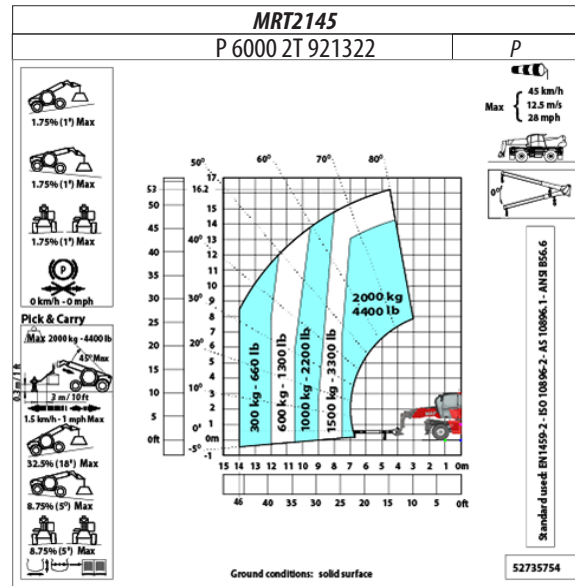 MRT2145
P 6000 2T 921322
P
1.75% (1°) Max
1.75% (1°) Max
1.75% (1°) Max
P
0 km/h - 0 mph
Pick & Carry
Max 2000 kg - 4400 lb
45° Max
0.3 m / 1 ft
3 m / 10 ft
1.5 km/h - 1 mph Max
32.5% (18°) Max
8.75% (5°) Max
8.75% (5°) Max
45 km/h
Max { 12.5 m/s
28 mph
0°
Standard used: EN1459-2 - ISO 10896-2 - AS 10896.1 - ANSI B56.6
52735754
50° 60° 70° 80°
40°
30°
20°
10°
0°
-5°
53
50
45
40
35
30
25
20
15
10
5
0ft
17
16.2
15
14
13
12
11
10
9
8
7
6
5
4
3
2
1
0m
-1
300 kg - 660 lb
600 kg - 1300 lb
1000 kg - 2200 lb
1500 kg - 3300 lb
2000 kg
4400 lb
15 14 13 12 11 10 9 8 7 6 5 4 3 2 1 0m
46 40 35 30 25 20 15 10 5 0ft
Ground conditions: solid surface